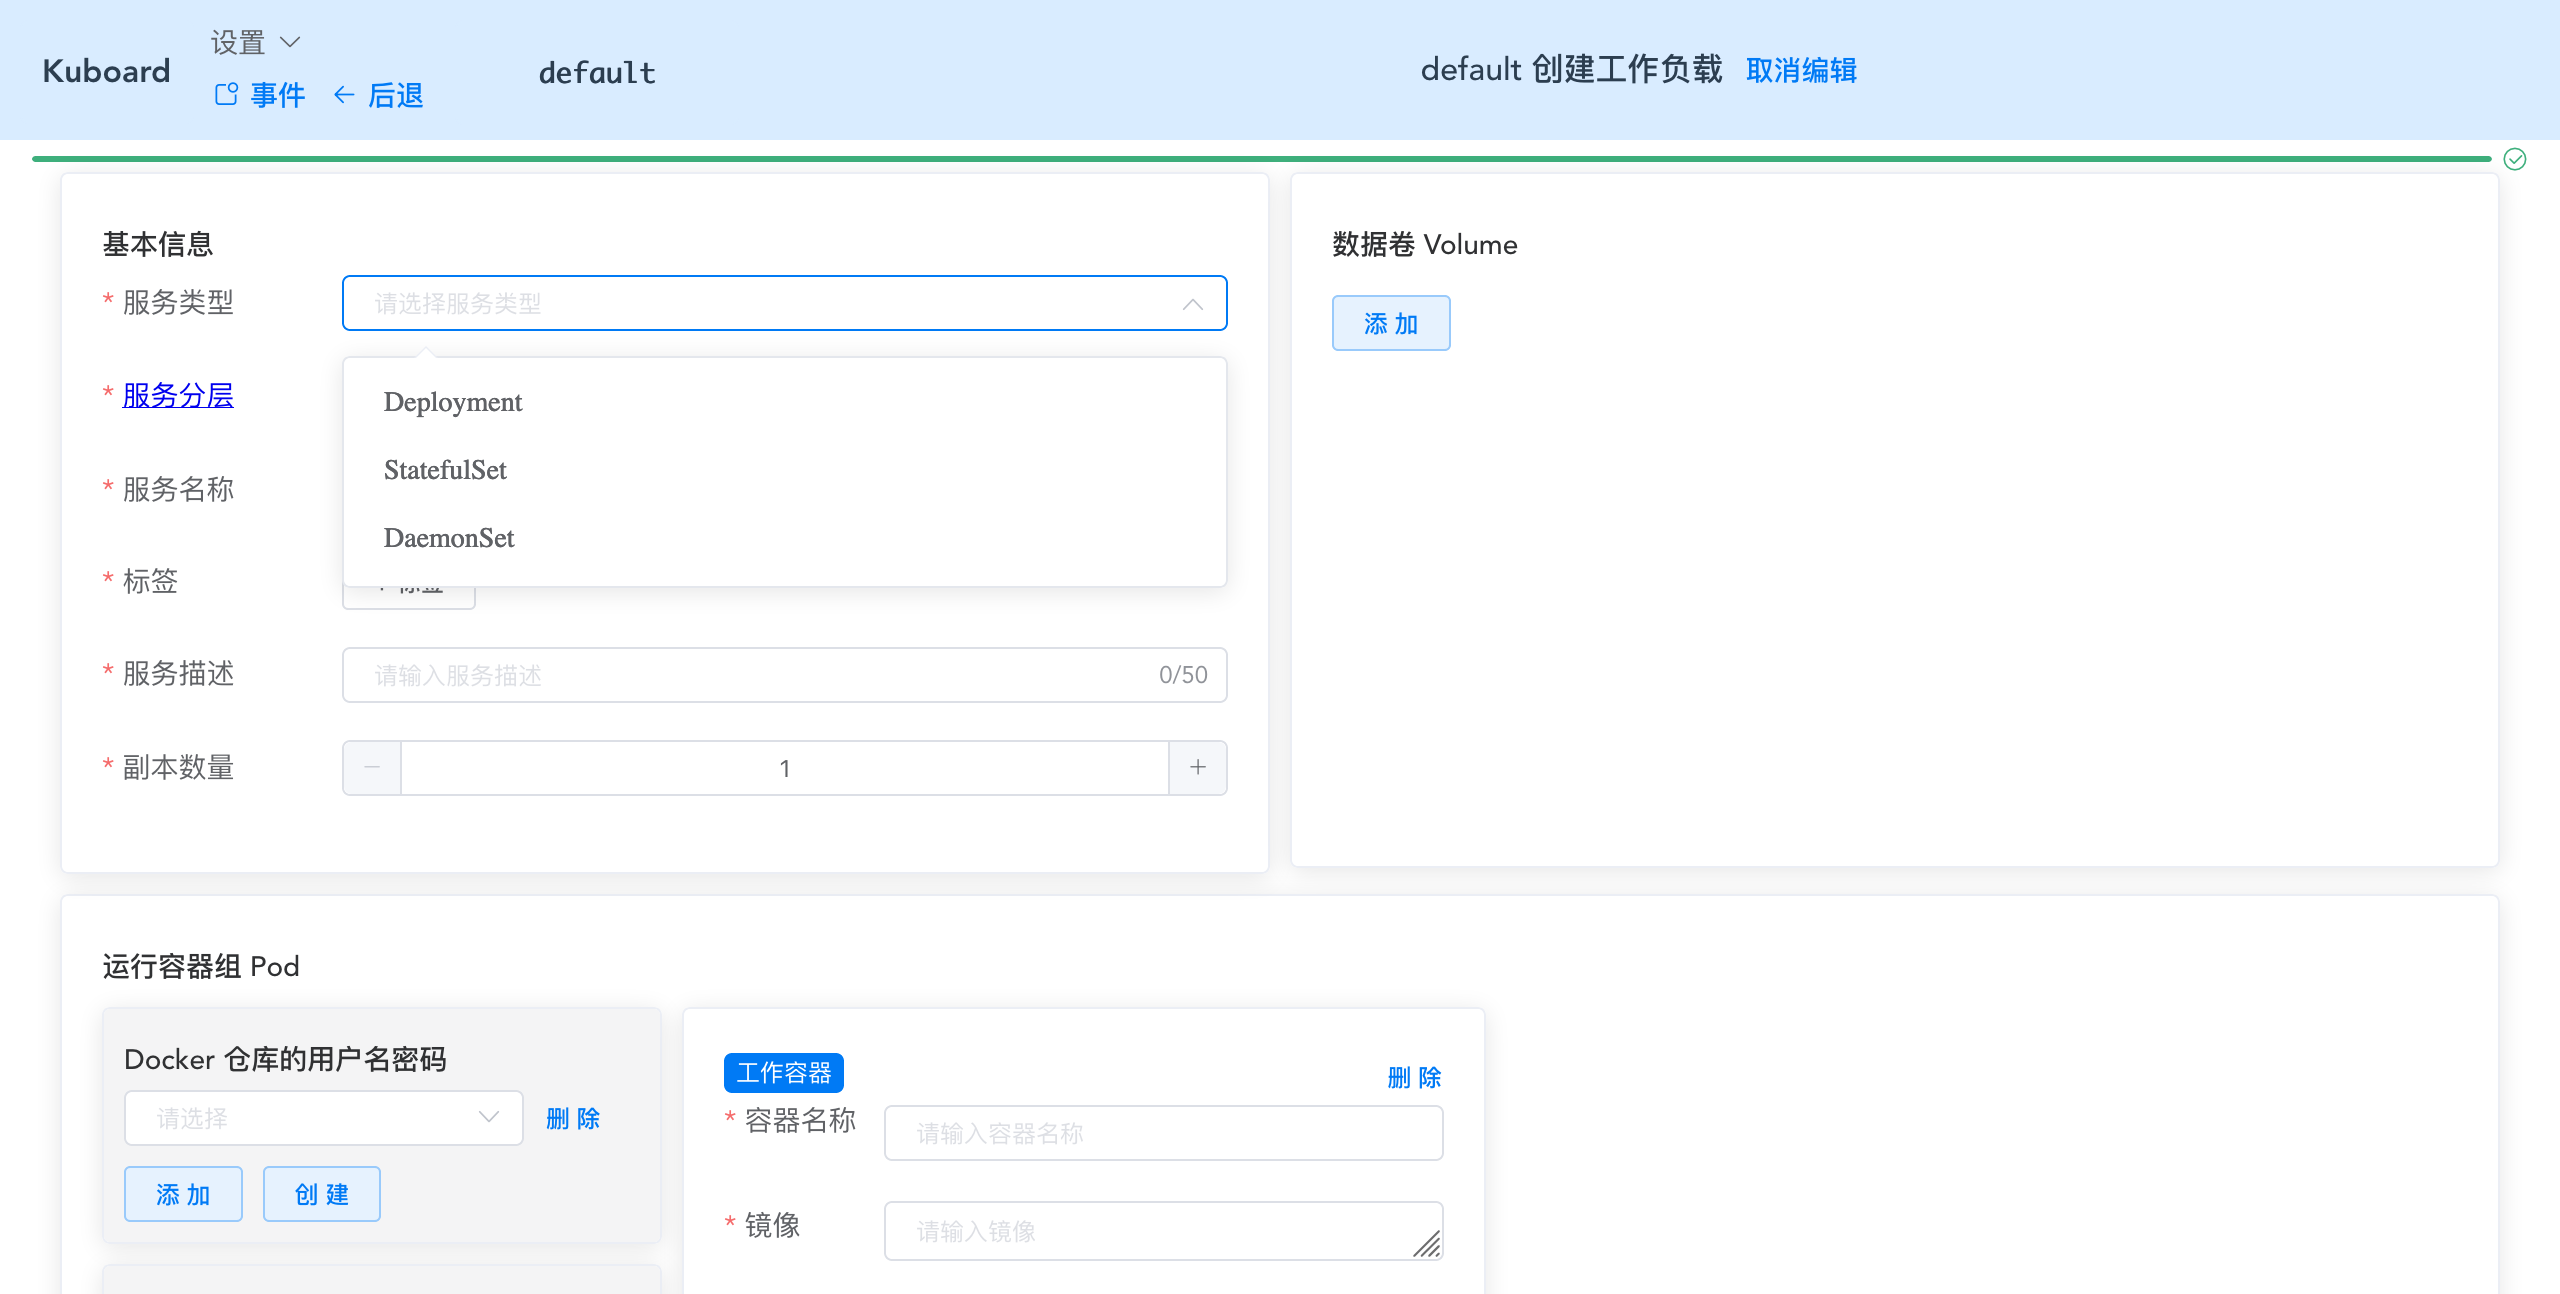 Kuboard
设置
事件
后退
default
default 创建工作负载 取消编辑
基本信息
* 服务类型
请选择服务类型
Deployment
StatefulSet
DaemonSet
* 服务分层
* 服务名称
* 标签
+ 标签
* 服务描述
请输入服务描述
0/50
* 副本数量
1
数据卷 Volume
添 加
运行容器组 Pod
Docker 仓库的用户名密码
请选择
删 除
添 加
创 建
工作容器
删 除
* 容器名称
请输入容器名称
* 镜像
请输入镜像